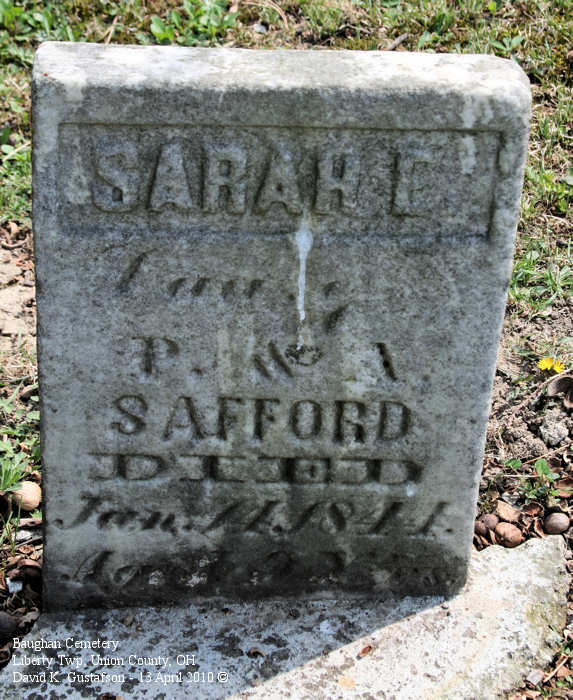 SARAH E
P. & A
SAFFORD
DIED
Jan. 11, 1844.
Baughan Cemetery
Liberty Twp, Union County, OH
David K. Gustafson - 13 April 2010 ©